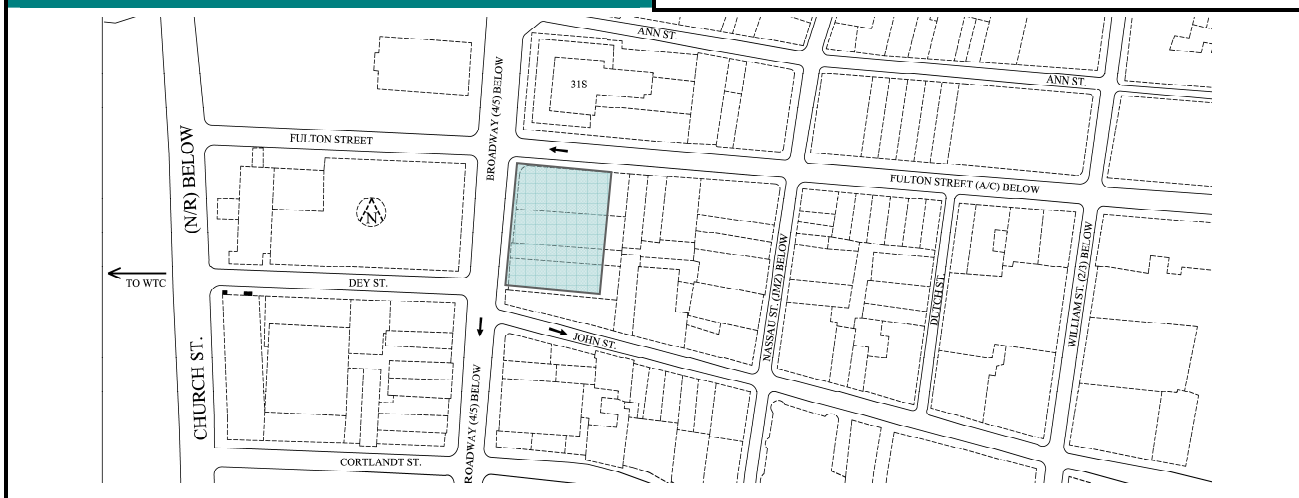 ANN ST.
31S
ANN ST.
BROADWAY (4/5) BELOW
FULTON STREET
(N/R) BELOW
FULTON STREET (A/C) BELOW
N
TO WTC
DEY ST.
NASSAU ST. (JMZ) BELOW
DUTCH ST.
WILLIAM ST. (2/3) BELOW
JOHN ST.
CHURCH ST.
ROADWAY (4/5) BELOW
CORTLANDT ST.